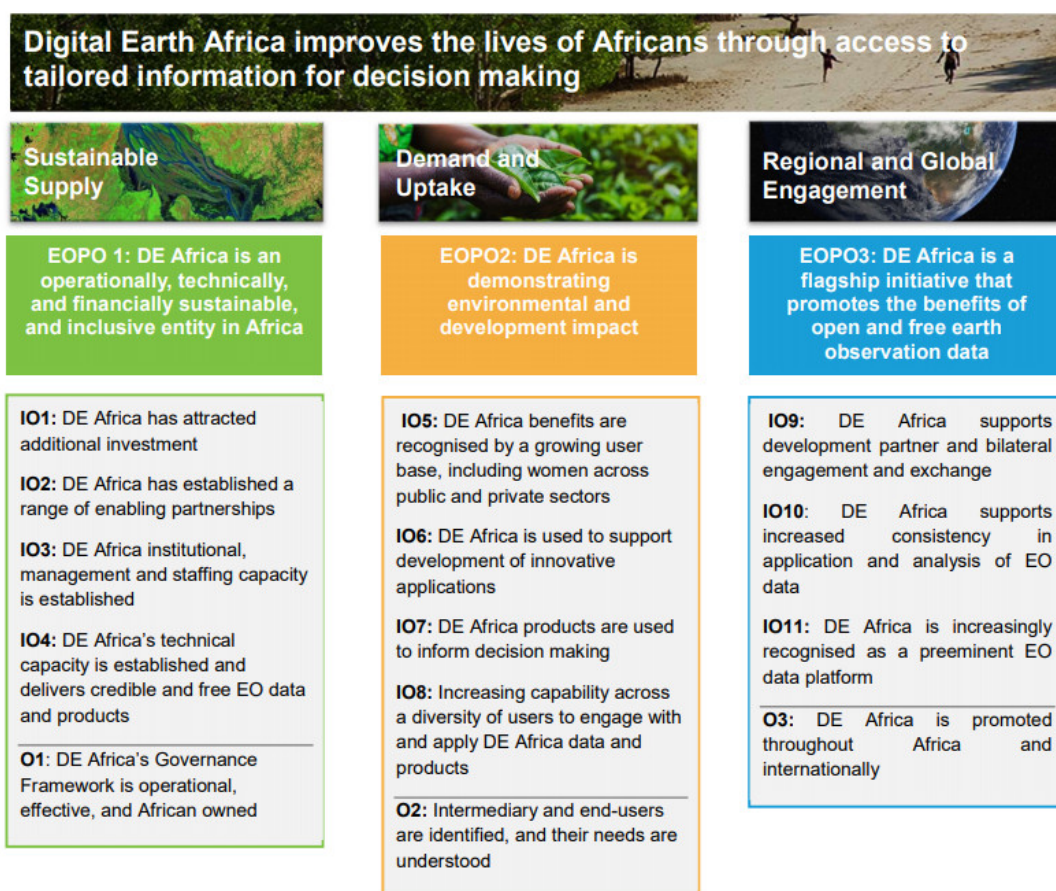 Digital Earth Africa improves the lives of Africans through access to
tailored information for decision making
Sustainable
Supply
EOPO 1: DE Africa is an
operationally, technically,
and financially sustainable,
and inclusive entity in Africa
IO1: DE Africa has attracted
additional investment
IO2: DE Africa has established a
range of enabling partnerships
IO3: DE Africa institutional,
management and staffing capacity
is established
IO4: DE Africa's technical
capacity is established and
delivers credible and free EO data
and products
O1: DE Africa's Governance
Framework is operational,
effective, and African owned
Demand and
Uptake
EOPO2: DE Africa is
demonstrating
environmental and
development impact
IO5: DE Africa benefits are
recognised by a growing user
base, including women across
public and private sectors
IO6: DE Africa is used to support
development of innovative
applications
IO7: DE Africa products are used
to inform decision making
IO8: Increasing capability across
a diversity of users to engage with
and apply DE Africa data and
products
O2: Intermediary and end-users
are identified, and their needs are
understood
Regional and Global
Engagement
EOPO3: DE Africa is a
flagship initiative that
promotes the benefits of
open and free earth
observation data
IO9: DE Africa supports
development partner and bilateral
engagement and exchange
IO10: DE Africa supports
increased consistency in
application and analysis of EO
data
IO11: DE Africa is increasingly
recognised as a preeminent EO
data platform
O3: DE Africa is promoted
throughout Africa and
internationally